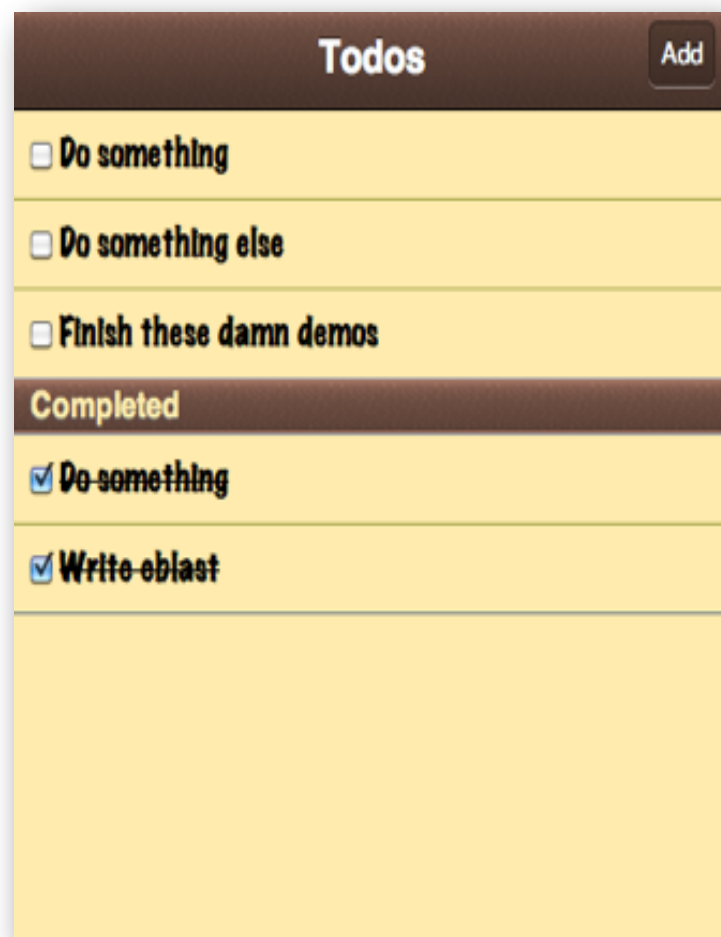 Todos
Add
Do something
Do something else
Finish these damn demos
Completed
Do something
Write eblast